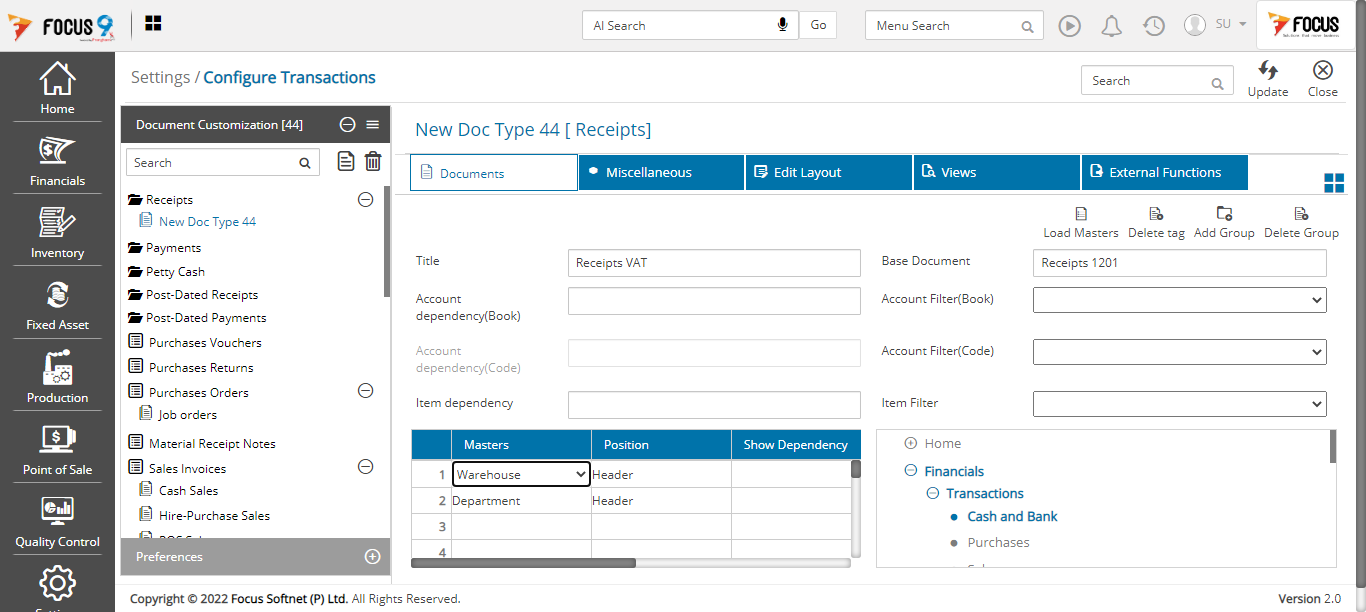 FOCUS 9
AI Search
Go
Menu Search
SU
FOCUS
Settings / Configure Transactions
Search
Update
Close
Home
Financials
Inventory
Fixed Asset
Production
Point of Sale
Quality Control
Document Customization [44]
Search
Receipts
New Doc Type 44
Payments
Petty Cash
Post-Dated Receipts
Post-Dated Payments
Purchases Vouchers
Purchases Returns
Purchases Orders
Job orders
Material Receipt Notes
Sales Invoices
Cash Sales
Hire-Purchase Sales
Preferences
New Doc Type 44 [ Receipts]
Documents
Miscellaneous
Edit Layout
Views
External Functions
Load Masters
Delete tag
Add Group
Delete Group
Title
Receipts VAT
Base Document
Receipts 1201
Account dependency(Book)
Account Filter(Book)
Account dependency(Code)
Account Filter(Code)
Item dependency
Item Filter
Masters Position Show Dependency
1 Warehouse Header
2 Department Header
3
4
Home
Financials
Transactions
Cash and Bank
Purchases
Copyright © 2022 Focus Softnet (P) Ltd. All Rights Reserved.
Version 2.0